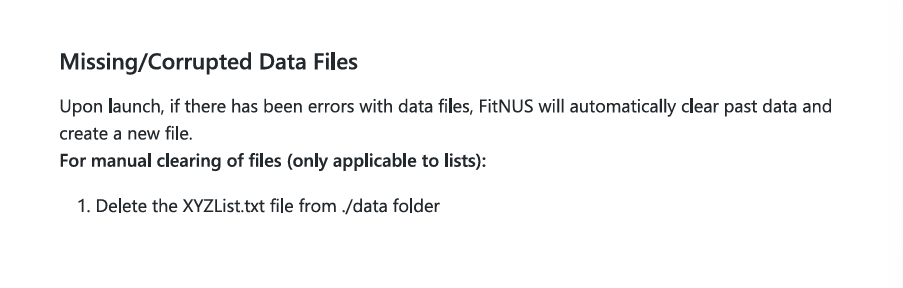 Missing/Corrupted Data Files
Upon launch, if there has been errors with data files, FitNUS will automatically clear past data and
create a new file.
For manual clearing of files (only applicable to lists):
1. Delete the XYZList.txt file from ./data folder